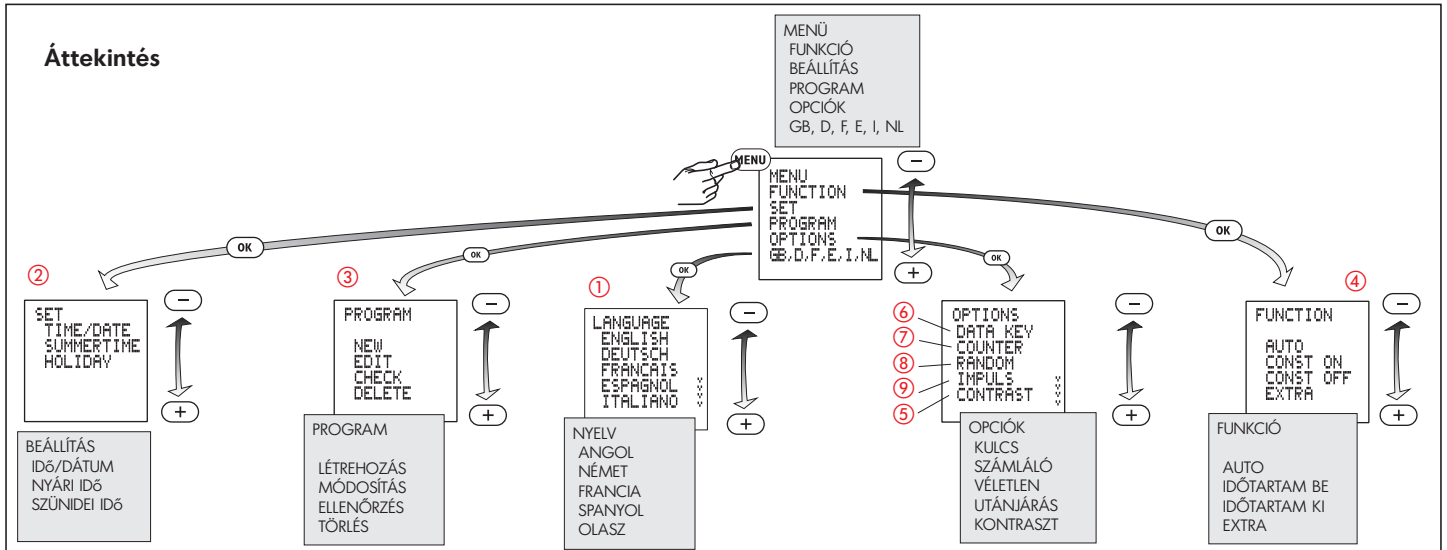 Áttekintés
MENÜ
FUNKCIÓ
BEÁLLÍTÁS
PROGRAM
OPCIÓK
GB, D, F, E, I, NL
MENU
MENU
FUNCTION
SET
PROGRAM
OPTIONS
GB,D,F,E,I,NL
−
+
OK
OK
OK
OK
OK
②
SET
TIME/DATE
SUMMERTIME
HOLIDAY
−
+
BEÁLLÍTÁS
IDő/DÁTUM
NYÁRI IDő
SZÜNIDEI IDő
③
PROGRAM
NEW
EDIT
CHECK
DELETE
−
+
PROGRAM
LÉTREHOZÁS
MÓDOSÍTÁS
ELLENŐRZÉS
TÖRLÉS
①
LANGUAGE
ENGLISH
DEUTSCH
FRANCAIS
ESPAGNOL
ITALIANO
−
+
NYELV
ANGOL
NÉMET
FRANCIA
SPANYOL
OLASZ
OPTIONS
⑥ DATA KEY
⑦ COUNTER
⑧ RANDOM
⑨ IMPULS
⑤ CONTRAST
−
+
OPCIÓK
KULCS
SZÁMLÁLÓ
VÉLETLEN
UTÁNJÁRÁS
KONTRASZT
④
FUNCTION
AUTO
CONST ON
CONST OFF
EXTRA
−
+
FUNKCIÓ
AUTO
IDŐTARTAM BE
IDŐTARTAM KI
EXTRA